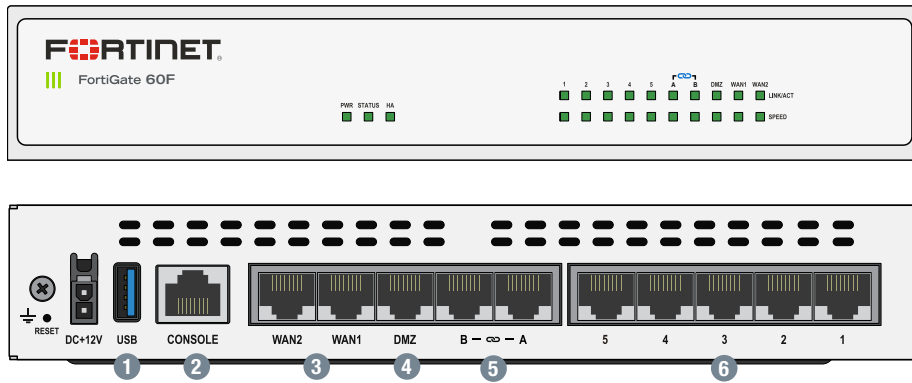 FORTINET®
FortiGate 60F
1 2 3 4 5 A B DMZ WAN1 WAN2
LINK/ACT
PWR STATUS HA
SPEED
RESET
DC+12V USB CONSOLE WAN2 WAN1 DMZ B A 5 4 3 2 1
1 2 3 4 5 6